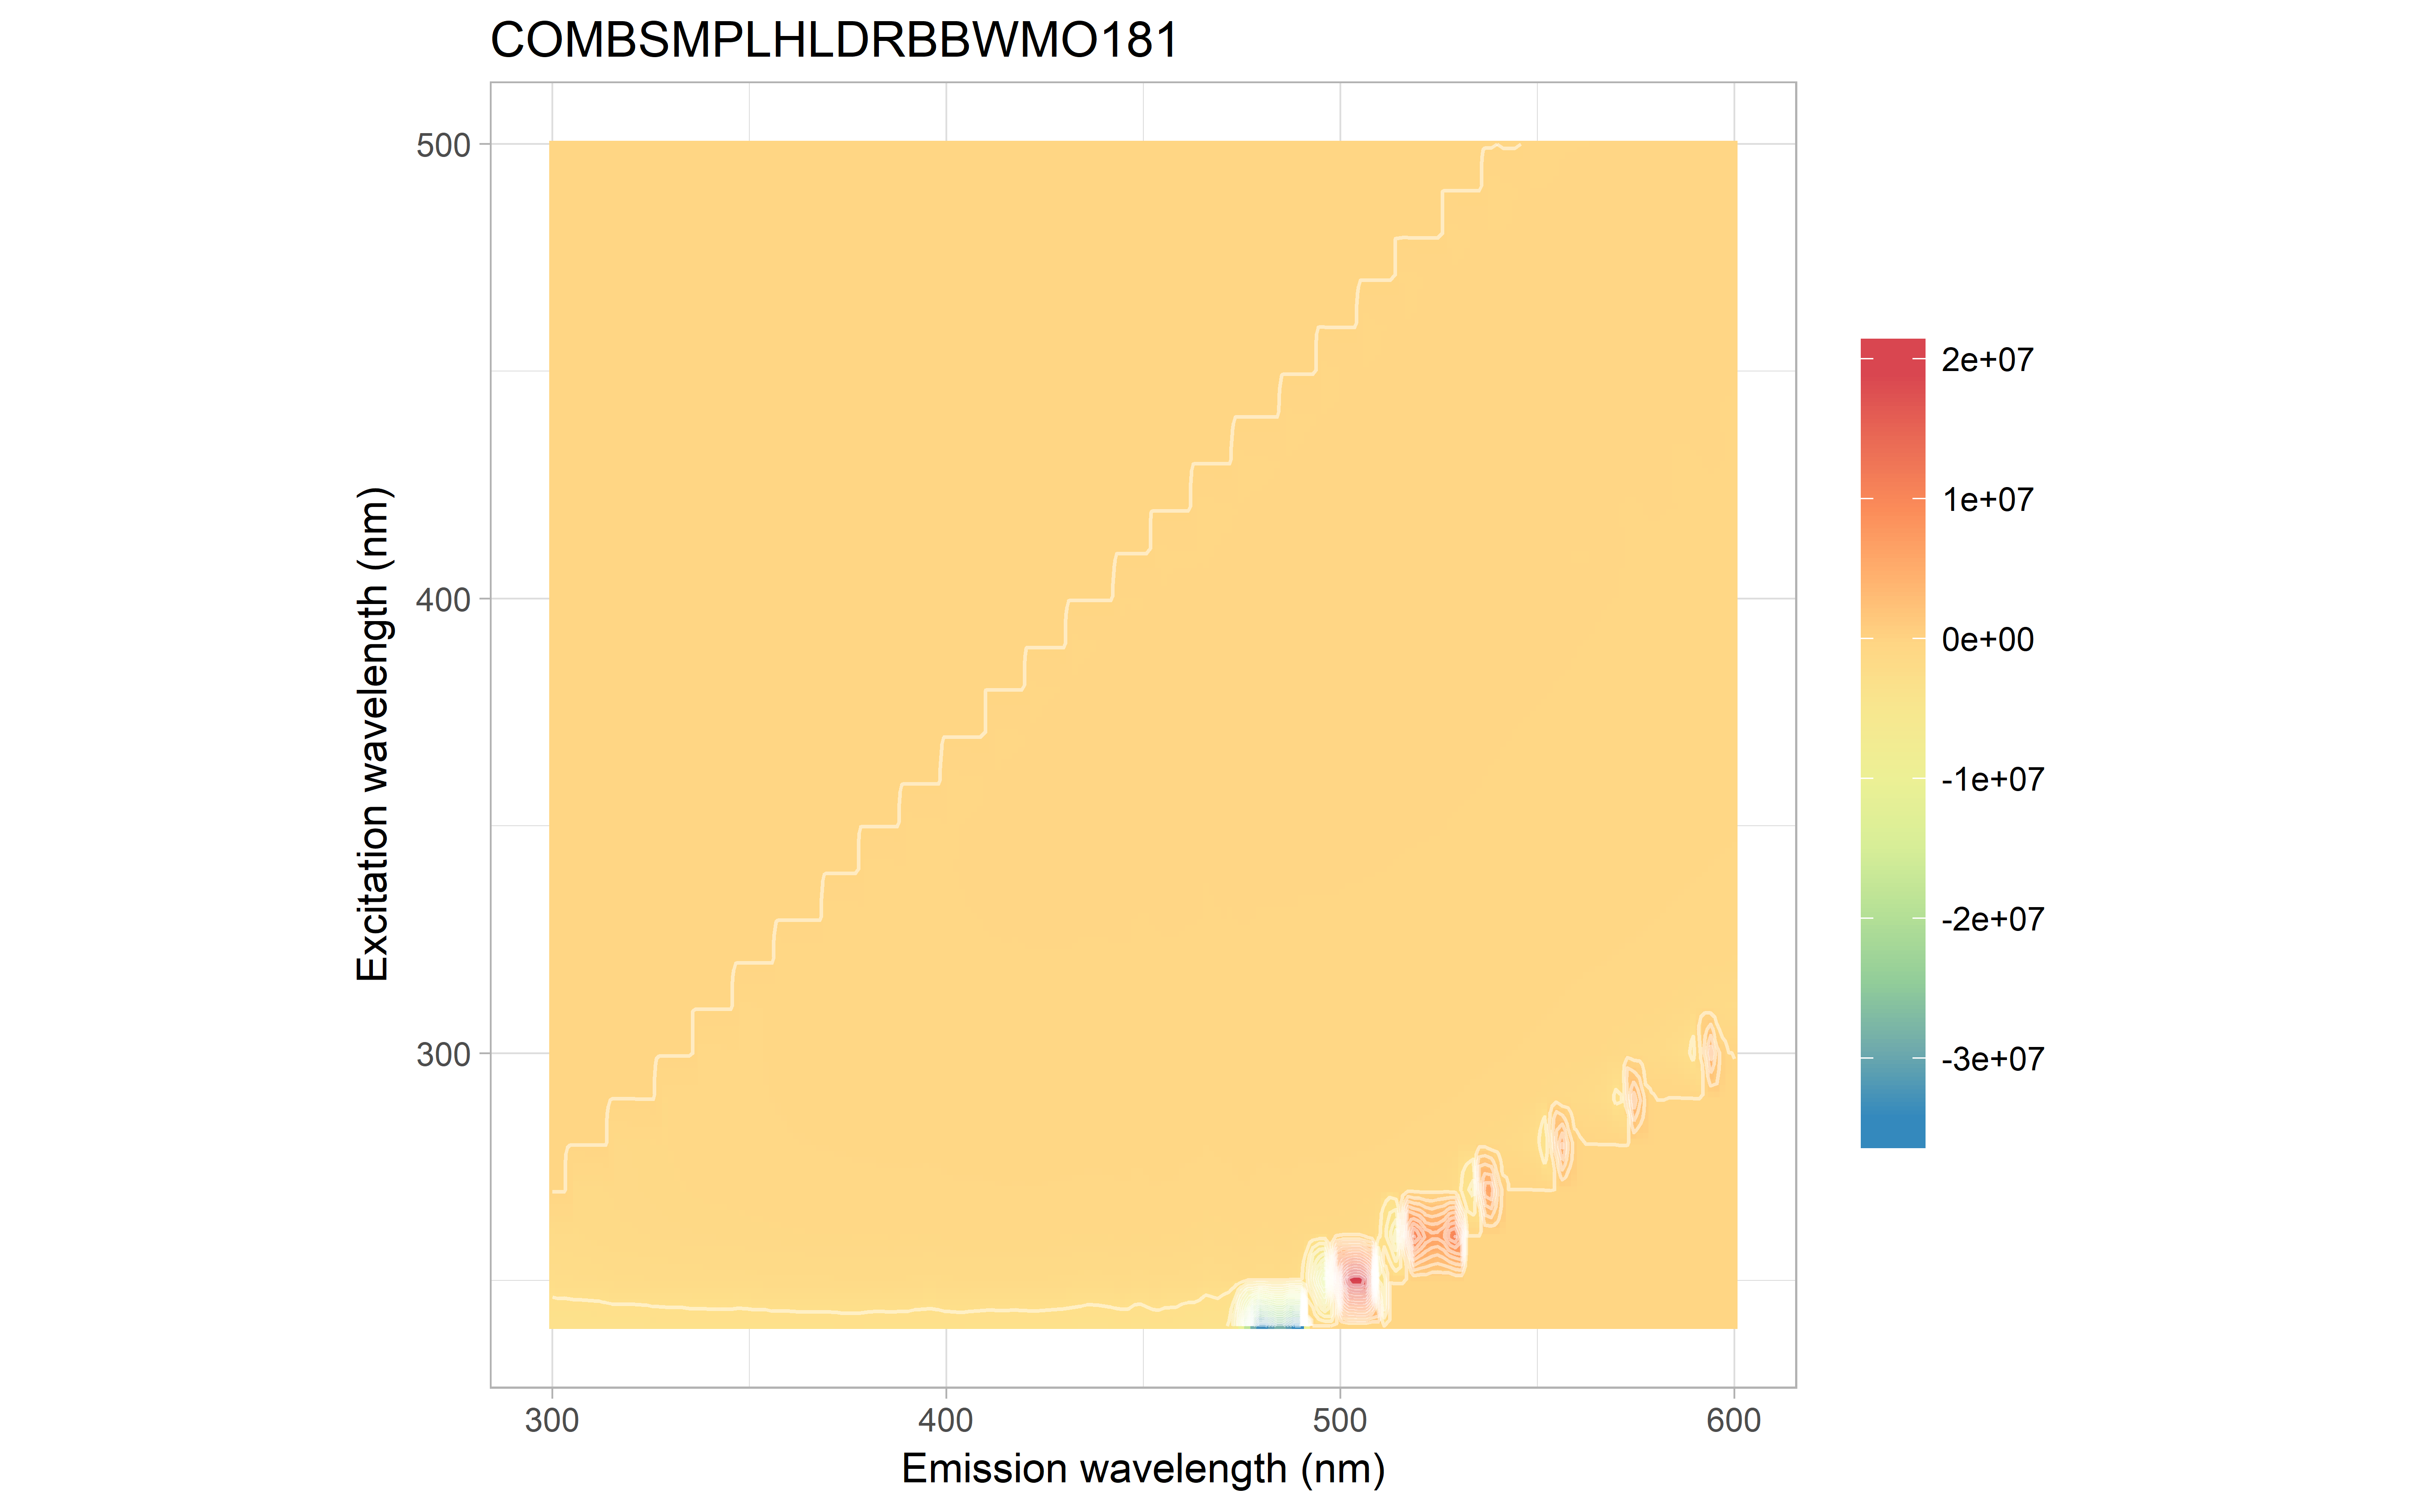 COMBSMPLHLDRBBWMO181
Excitation wavelength (nm)
500
400
300
300
400
500
600
Emission wavelength (nm)
2e+07
1e+07
0e+00
-1e+07
-2e+07
-3e+07